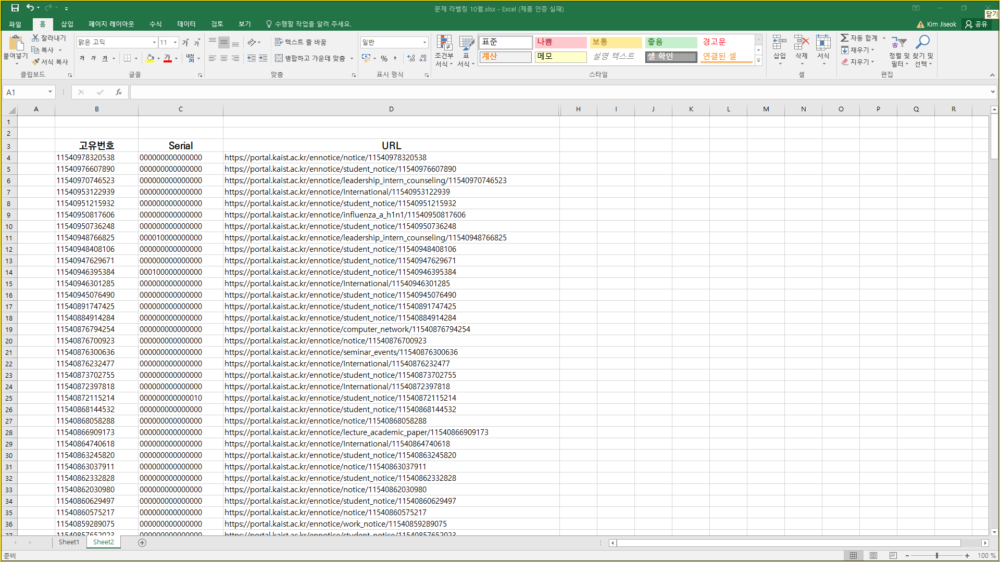 문제 라벨링 10월.xlsx - Excel (제품 인증 실패)
닫기
파일 홈 삽입 페이지 레이아웃 수식 데이터 검토 보기 수행할 작업을 알려 주세요. Kim Jiseok 공유
붙여넣기 잘라내기 복사 서식 복사 클립보드
맑은 고딕 11 가 가 가 가 가 가 내천 글꼴
텍스트 줄 바꿈 병합하고 가운데 맞춤 맞춤
일반 % 표시 형식
조건부 서식 표 서식 표준 나쁨 보통 좋음 경고문
계산 메모 설명 텍스트 셀 확인 연결된 셀 스타일
삽입 삭제 서식 셀
자동 합계 채우기 지우기 정렬 및 필터 찾기 및 선택 편집
A1 fx
A B C D H I J K L M N O P Q R
1
2
3 고유번호 Serial URL
4 11540978320538 000000000000000 https://portal.kaist.ac.kr/ennotice/notice/11540978320538
5 11540976607890 000000000000000 https://portal.kaist.ac.kr/ennotice/student_notice/11540976607890
6 11540970746523 000000000000000 https://portal.kaist.ac.kr/ennotice/leadership_intern_counseling/11540970746523
7 11540953122939 000000000000000 https://portal.kaist.ac.kr/ennotice/International/11540953122939
8 11540951215932 000000000000000 https://portal.kaist.ac.kr/ennotice/student_notice/11540951215932
9 11540950817606 000000000000000 https://portal.kaist.ac.kr/ennotice/influenza_a_h1n1/11540950817606
10 11540950736248 000000000000000 https://portal.kaist.ac.kr/ennotice/student_notice/11540950736248
11 11540948766825 000010000000000 https://portal.kaist.ac.kr/ennotice/leadership_intern_counseling/11540948766825
12 11540948408106 000000000000000 https://portal.kaist.ac.kr/ennotice/student_notice/11540948408106
13 11540947629671 000000000000000 https://portal.kaist.ac.kr/ennotice/student_notice/11540947629671
14 11540946395384 000100000000000 https://portal.kaist.ac.kr/ennotice/student_notice/11540946395384
15 11540946301285 000000000000000 https://portal.kaist.ac.kr/ennotice/International/11540946301285
16 11540945076490 000000000000000 https://portal.kaist.ac.kr/ennotice/student_notice/11540945076490
17 11540891747425 000000000000000 https://portal.kaist.ac.kr/ennotice/student_notice/11540891747425
18 11540884914284 000000000000000 https://portal.kaist.ac.kr/ennotice/student_notice/11540884914284
19 11540876794254 000000000000000 https://portal.kaist.ac.kr/ennotice/computer_network/11540876794254
20 11540876700923 000000000000000 https://portal.kaist.ac.kr/ennotice/notice/11540876700923
21 11540876300636 000000000000000 https://portal.kaist.ac.kr/ennotice/seminar_events/11540876300636
22 11540876232477 000000000000000 https://portal.kaist.ac.kr/ennotice/International/11540876232477
23 11540873702755 000000000000000 https://portal.kaist.ac.kr/ennotice/student_notice/11540873702755
24 11540872397818 000000000000000 https://portal.kaist.ac.kr/ennotice/International/11540872397818
25 11540872115214 000000000000010 https://portal.kaist.ac.kr/ennotice/student_notice/11540872115214
26 11540868144532 000000000000000 https://portal.kaist.ac.kr/ennotice/student_notice/11540868144532
27 11540868058288 000000000000000 https://portal.kaist.ac.kr/ennotice/notice/11540868058288
28 11540866909173 000000000000000 https://portal.kaist.ac.kr/ennotice/lecture_academic_paper/11540866909173
29 11540864740618 000000000000000 https://portal.kaist.ac.kr/ennotice/International/11540864740618
30 11540863245820 000000000000000 https://portal.kaist.ac.kr/ennotice/student_notice/11540863245820
31 11540863037911 000000000000000 https://portal.kaist.ac.kr/ennotice/notice/11540863037911
32 11540862332828 000000000000000 https://portal.kaist.ac.kr/ennotice/student_notice/11540862332828
33 11540862030980 000000000000000 https://portal.kaist.ac.kr/ennotice/notice/11540862030980
34 11540860629497 000000000000000 https://portal.kaist.ac.kr/ennotice/student_notice/11540860629497
35 11540860575217 000000000000000 https://portal.kaist.ac.kr/ennotice/notice/11540860575217
36 11540859289075 000000000000000 https://portal.kaist.ac.kr/ennotice/work_notice/11540859289075
37 11540857652023 000000000000000 https://portal.kaist.ac.kr/ennotice/student_notice/11540857652023
Sheet1 Sheet2
준비 100 %